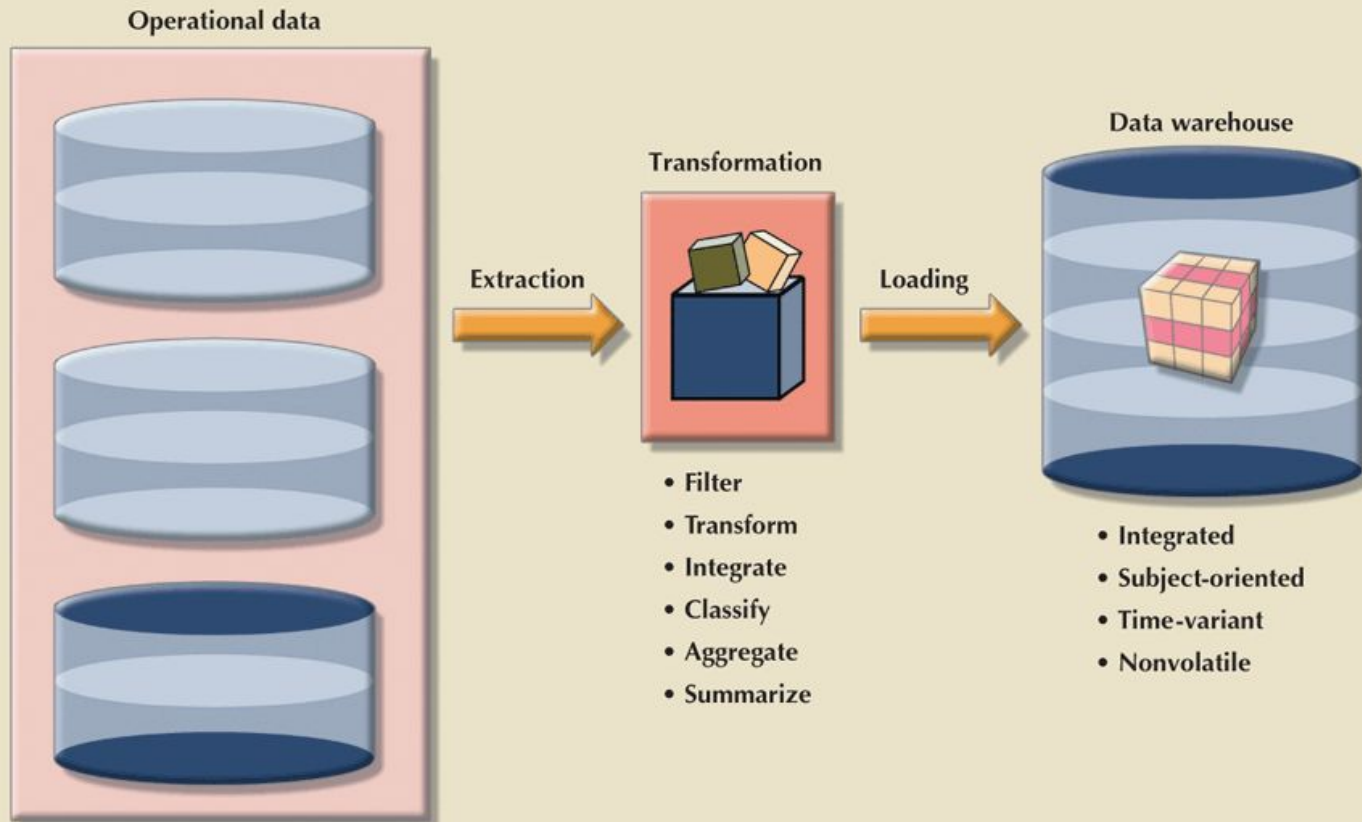 Operational data
Extraction
Transformation
• Filter
• Transform
• Integrate
• Classify
• Aggregate
• Summarize
Loading
Data warehouse
• Integrated
• Subject-oriented
• Time-variant
• Nonvolatile